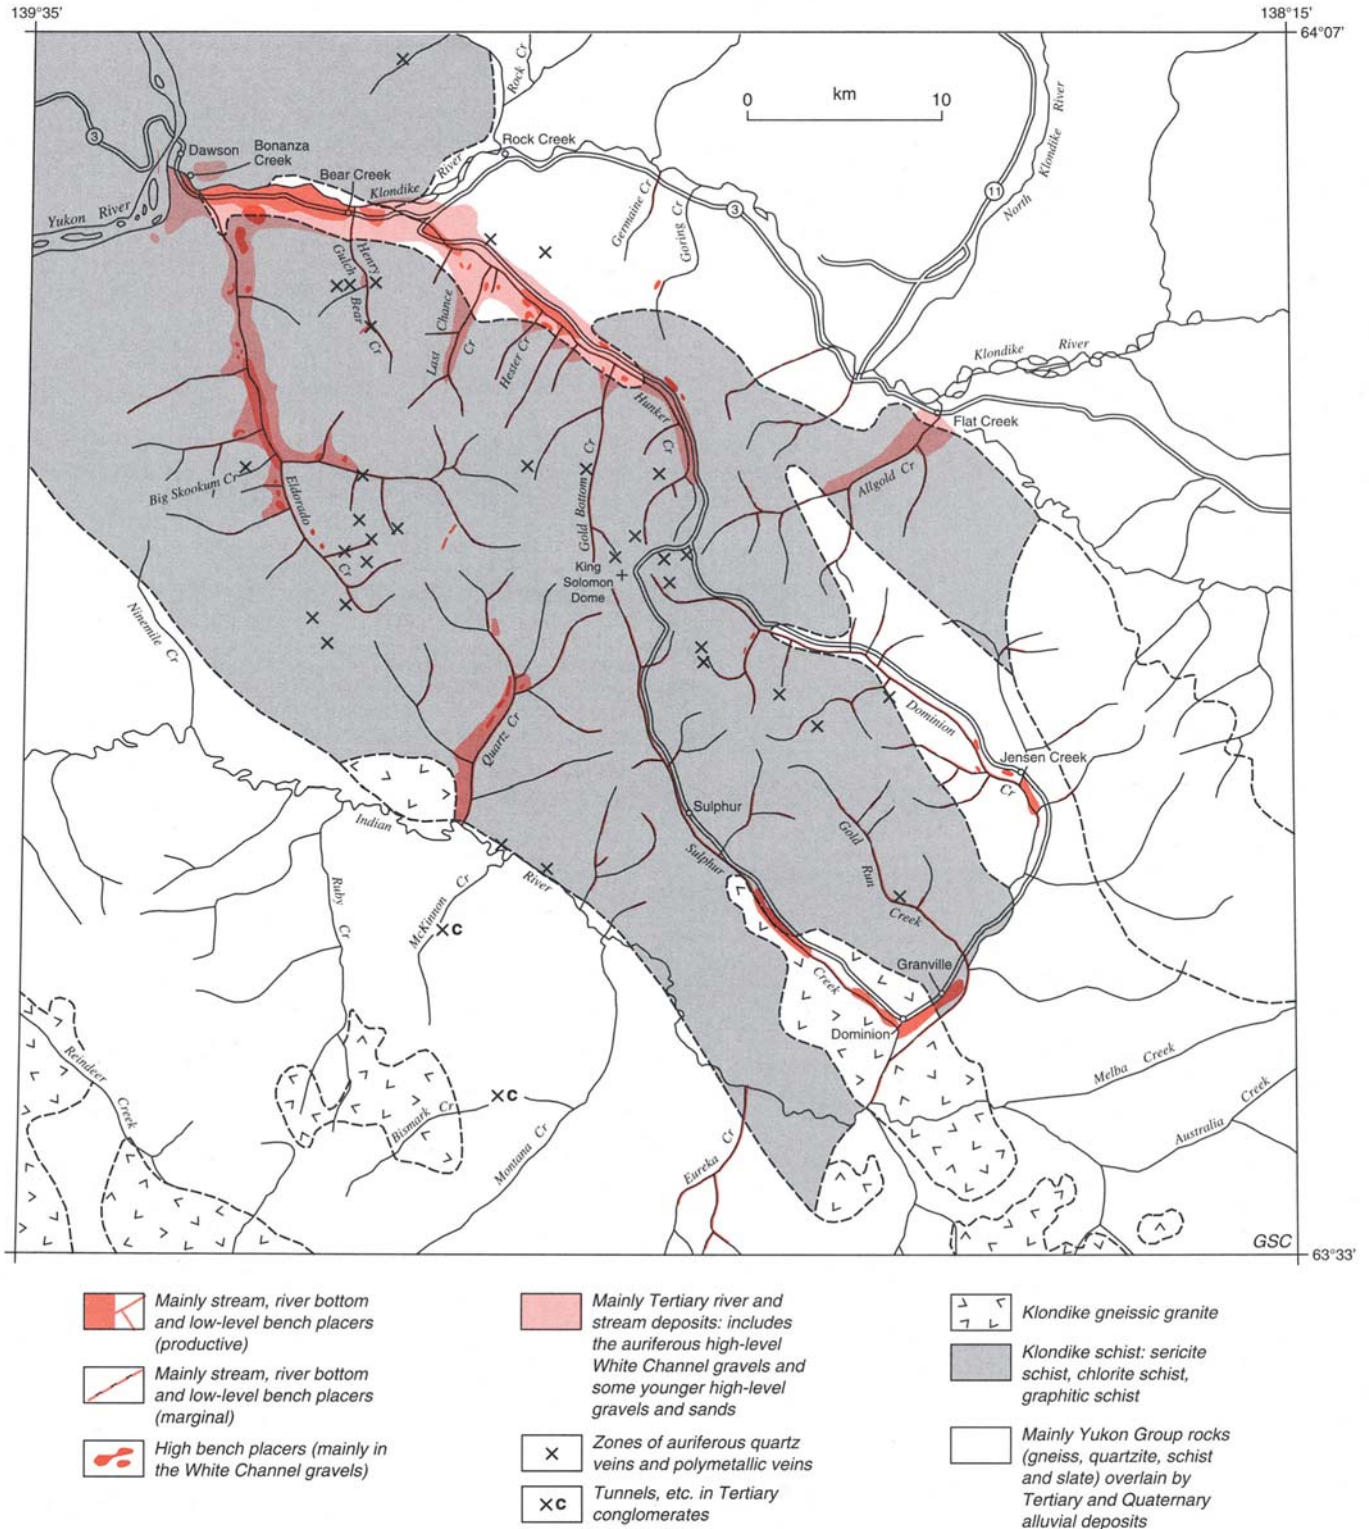 139°35'
138°15'
64°07'
0 km 10
Rock Cr
Rock Creek
Dawson
Bonanza
Creek
Bear Creek
Klondike
River
3
Yukon River
Klondike
River
North
11
3
Germaine Cr
Goring Cr
Henry
Gulch
Bear
Cr
Last Chance
Cr
Hester Cr
Hunker
Cr
Klondike River
Flat Creek
Allgold Cr
Big Skookum Cr
Eldorado
Cr
Gold Bottom Cr
King
Solomon
Dome
Ninemile Cr
Quartz Cr
Dominion
Cr
Jensen Creek
Sulphur
Sulphur
Creek
Gold
Run
Creek
Indian
River
Ruby Cr
McKinnon Cr
C
Granville
Dominion
Reindeer
Creek
Bismark Cr
C
Montana Cr
Eureka Cr
Melba Creek
Australia Creek
GSC
63°33'
Mainly stream, river bottom
and low-level bench placers
(productive)
Mainly stream, river bottom
and low-level bench placers
(marginal)
High bench placers (mainly in
the White Channel gravels)
Mainly Tertiary river and
stream deposits: includes
the auriferous high-level
White Channel gravels and
some younger high-level
gravels and sands
Zones of auriferous quartz
veins and polymetallic veins
C
Tunnels, etc. in Tertiary
conglomerates
Klondike gneissic granite
Klondike schist: sericite
schist, chlorite schist,
graphitic schist
Mainly Yukon Group rocks
(gneiss, quartzite, schist
and slate) overlain by
Tertiary and Quaternary
alluvial deposits